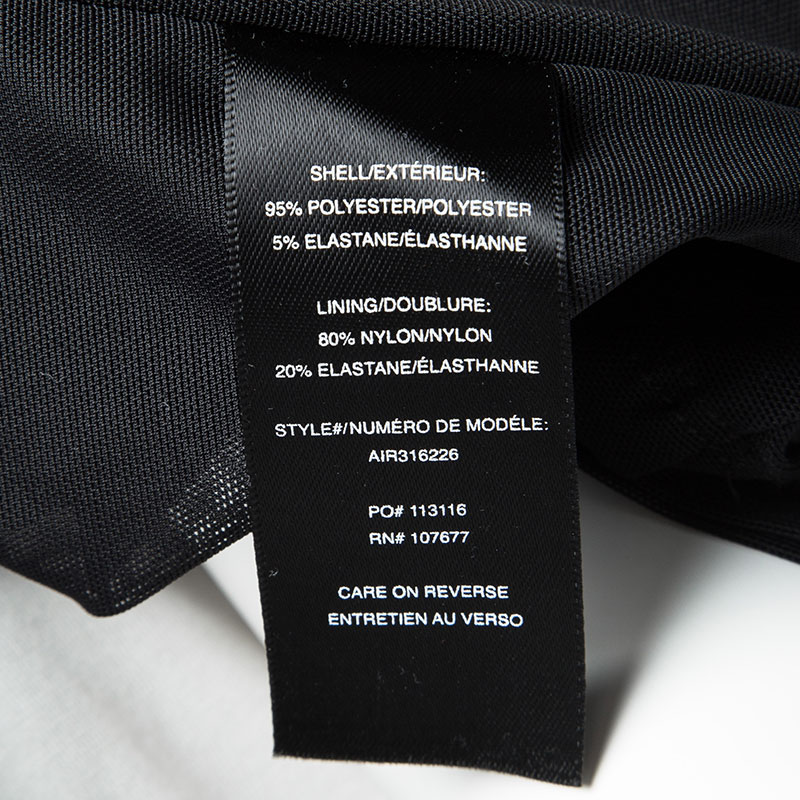 SHELL/EXTÉRIEUR:
95% POLYESTER/POLYESTER
5% ELASTANE/ÉLASTHANNE
LINING/DOUBLURE:
80% NYLON/NYLON
20% ELASTANE/ÉLASTHANNE
STYLE#/NUMÉRO DE MODÉLE:
AIR316226
PO# 113116
RN# 107677
CARE ON REVERSE
ENTRETIEN AU VERSO